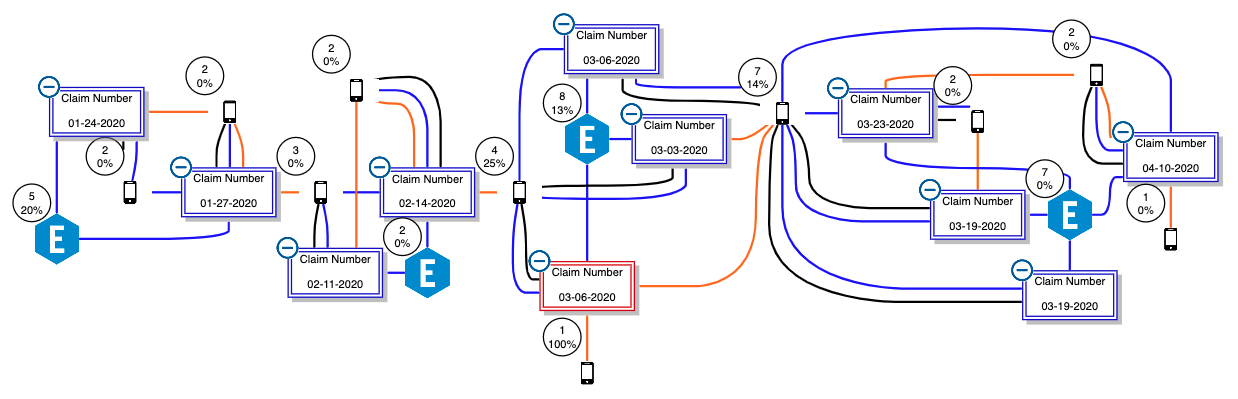 2
0%
Claim Number
01-24-2020
2
0%
5
20%
E
Claim Number
01-27-2020
3
0%
2
0%
Claim Number
02-14-2020
2
0%
Claim Number
02-11-2020
E
4
25%
Claim Number
03-06-2020
8
13%
E
Claim Number
03-03-2020
7
14%
Claim Number
03-06-2020
1
100%
2
0%
Claim Number
03-23-2020
2
0%
Claim Number
04-10-2020
7
0%
Claim Number
03-19-2020
E
1
0%
Claim Number
03-19-2020